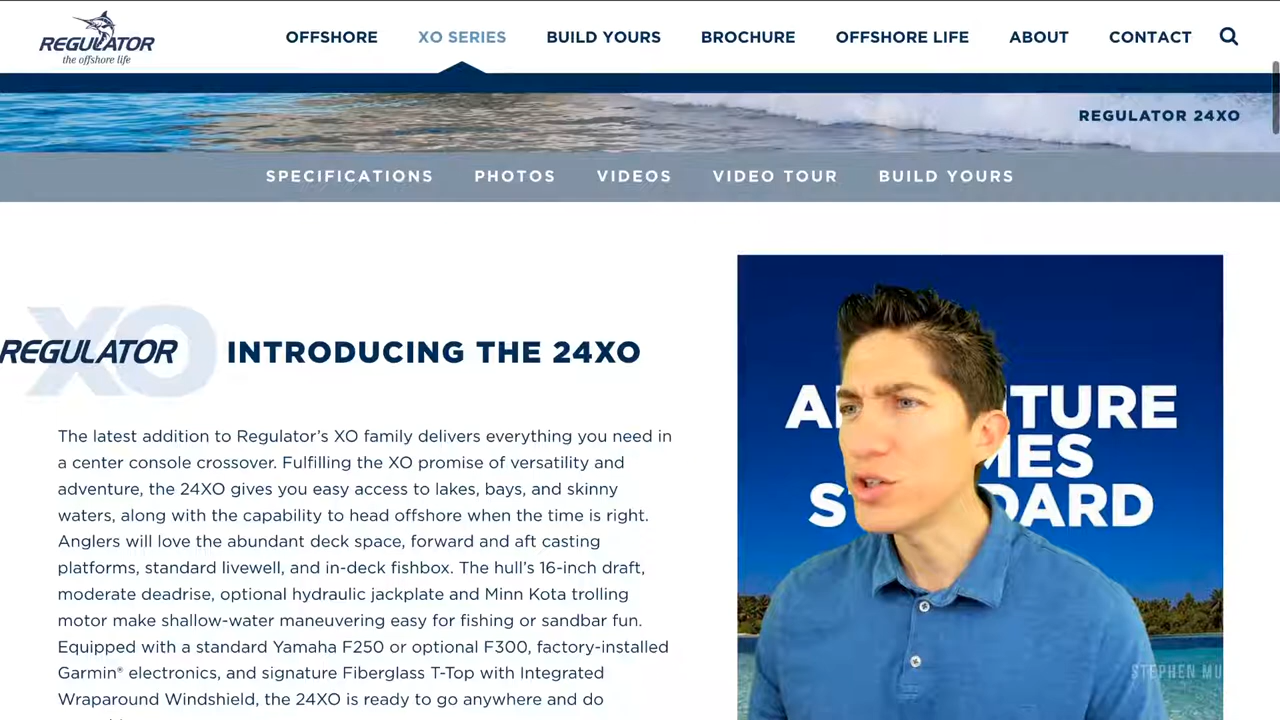 REGULATOR
the offshore life
OFFSHORE
XO SERIES
BUILD YOURS
BROCHURE
OFFSHORE LIFE
ABOUT
CONTACT
REGULATOR 24XO
SPECIFICATIONS
PHOTOS
VIDEOS
VIDEO TOUR
BUILD YOURS
XO
REGULATOR
INTRODUCING THE 24XO
The latest addition to Regulator's XO family delivers everything you need in
a center console crossover. Fulfilling the XO promise of versatility and
adventure, the 24XO gives you easy access to lakes, bays, and skinny
waters, along with the capability to head offshore when the time is right.
Anglers will love the abundant deck space, forward and aft casting
platforms, standard livewell, and in-deck fishbox. The hull's 16-inch draft,
moderate deadrise, optional hydraulic jackplate and Minn Kota trolling
motor make shallow-water maneuvering easy for fishing or sandbar fun.
Equipped with a standard Yamaha F250 or optional F300, factory-installed
Garmin® electronics, and signature Fiberglass T-Top with Integrated
Wraparound Windshield, the 24XO is ready to go anywhere and do
STEPHEN MU